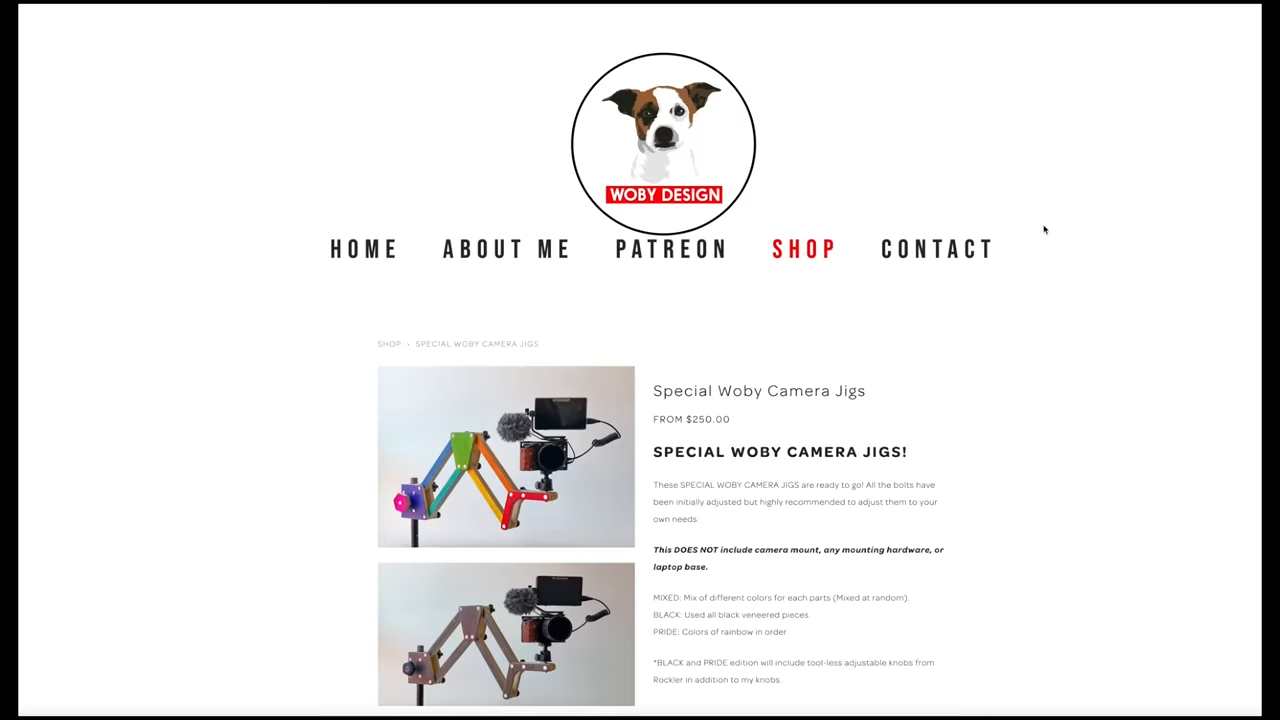 WOBY DESIGN
HOME ABOUT ME PATREON SHOP CONTACT
SHOP › SPECIAL WOBY CAMERA JIGS
Special Woby Camera Jigs
FROM $250.00
SPECIAL WOBY CAMERA JIGS!
These SPECIAL WOBY CAMERA JIGS are ready to go! All the bolts have
been initially adjusted but highly recommended to adjust them to your
own needs.
This DOES NOT include camera mount, any mounting hardware, or
laptop base.
MIXED: Mix of different colors for each parts (Mixed at random).
BLACK: Used all black veneered pieces.
PRIDE: Colors of rainbow in order.
*BLACK and PRIDE edition will include tool-less adjustable knobs from
Rockler in addition to my knobs.